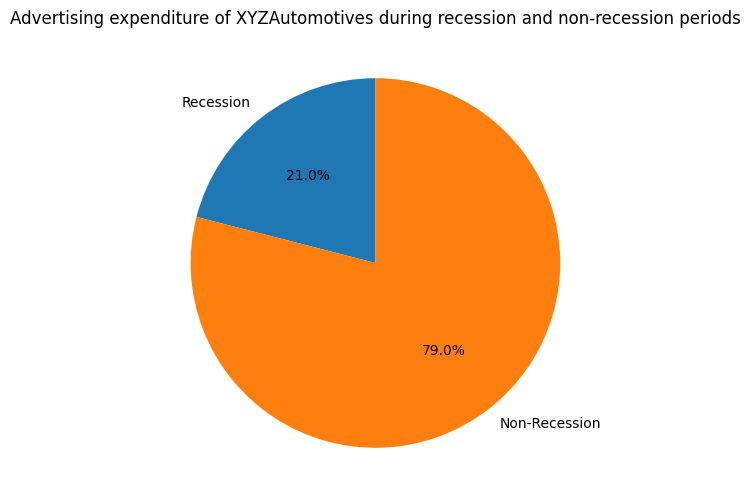 Advertising expenditure of XYZAutomotives during recession and non-recession periods
Recession
21.0%
79.0%
Non-Recession